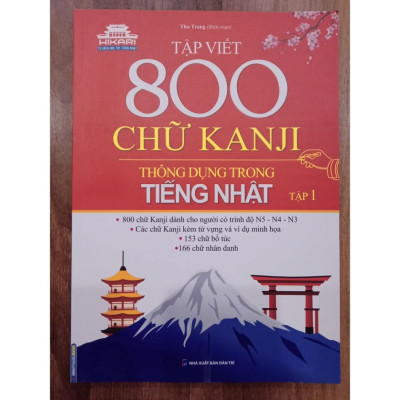 Thu Trang (Biên soạn)
HIKARI
TẬP VIẾT
800
CHỮ KANJI
THÔNG DỤNG TRONG
TIẾNG NHẬT
TẬP 1
• 800 chữ Kanji dành cho người có trình độ N5 - N4 - N3
• Các chữ Kanji kèm từ vựng và ví dụ minh họa
• 153 chữ bổ túc
• 166 chữ nhân danh
NHÀ XUẤT BẢN DÂN TRÍ